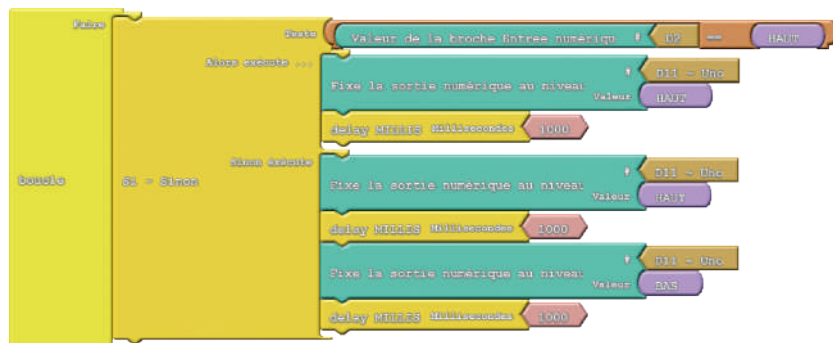 Faire
Teste
Valeur de la broche Entree numériqu # D2 == HAUT
Alors exécute ...
# D11 - Uno
Fixe la sortie numérique au niveau
Valeur HAUT
delay MILLIS Millisecondes 1000
Sinon exécute
# D11 - Uno
boucle Si - Sinon Fixe la sortie numérique au niveau
Valeur HAUT
delay MILLIS Millisecondes 1000
# D11 - Uno
Fixe la sortie numérique au niveau
Valeur BAS
delay MILLIS Millisecondes 1000